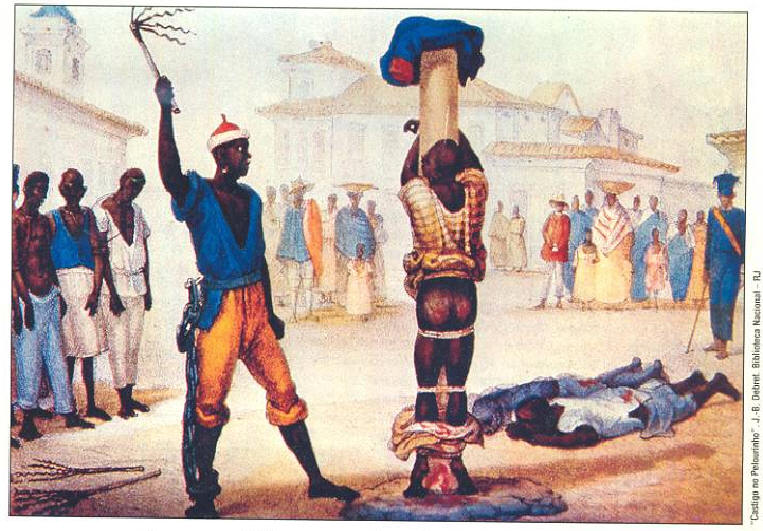 "Castigo no Pelourinho". J.-B. Debret. Biblioteca Nacional – RJ